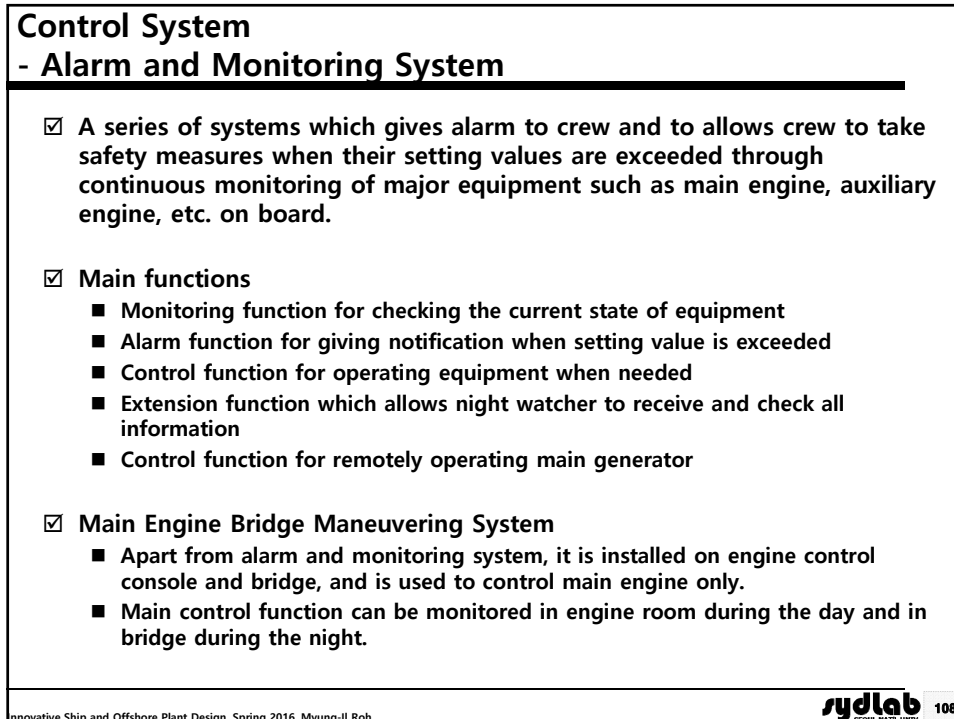 Control System
- Alarm and Monitoring System
☑ A series of systems which gives alarm to crew and to allows crew to take
safety measures when their setting values are exceeded through
continuous monitoring of major equipment such as main engine, auxiliary
engine, etc. on board.
☑ Main functions
■ Monitoring function for checking the current state of equipment
■ Alarm function for giving notification when setting value is exceeded
■ Control function for operating equipment when needed
■ Extension function which allows night watcher to receive and check all
information
■ Control function for remotely operating main generator
☑ Main Engine Bridge Maneuvering System
■ Apart from alarm and monitoring system, it is installed on engine control
console and bridge, and is used to control main engine only.
■ Main control function can be monitored in engine room during the day and in
bridge during the night.
nnovative Ship and Offshore Plant Design, Spring 2016, Myung-Il Roh
sydlab 108
SEOUL NAT'L UNIV.